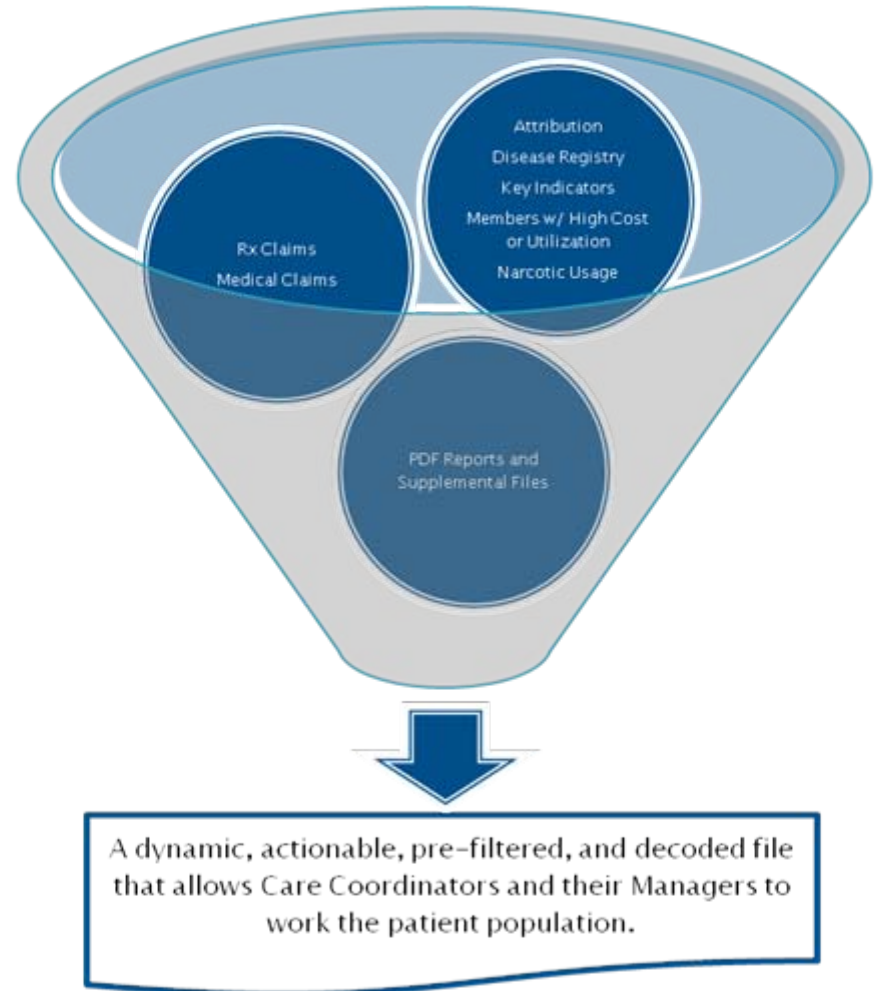 Attribution
Disease Registry
Key Indicators
Members w/ High Cost
or Utilization
Narcotic Usage
Rx Claims
Medical Claims
PDF Reports and
Supplemental Files
A dynamic, actionable, pre-filtered, and decoded file
that allows Care Coordinators and their Managers to
work the patient population.